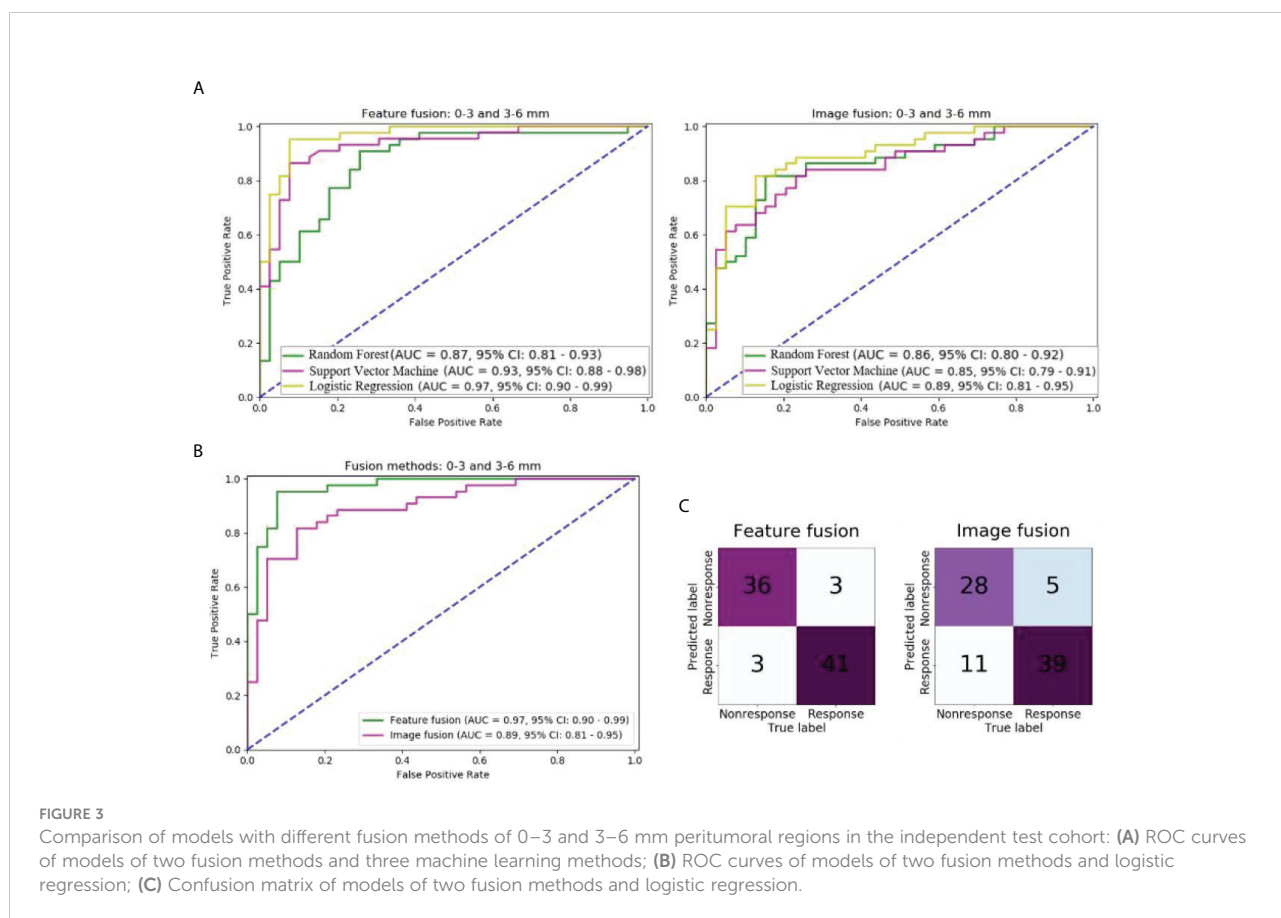 A
Feature fusion: 0-3 and 3-6 mm
True Positive Rate
1.0
0.8
0.6
0.4
0.2
0.0
Random Forest (AUC = 0.87, 95% CI: 0.81 - 0.93)
Support Vector Machine (AUC = 0.93, 95% CI: 0.88 - 0.98)
Logistic Regression (AUC = 0.97, 95% CI: 0.90 - 0.99)
0.0 0.2 0.4 0.6 0.8 1.0
False Positive Rate
Image fusion: 0-3 and 3-6 mm
True Positive Rate
1.0
0.8
0.6
0.4
0.2
0.0
Random Forest (AUC = 0.86, 95% CI: 0.80 - 0.92)
Support Vector Machine (AUC = 0.85, 95% CI: 0.79 - 0.91)
Logistic Regression (AUC = 0.89, 95% CI: 0.81 - 0.95)
0.0 0.2 0.4 0.6 0.8 1.0
False Positive Rate
B
Fusion methods: 0-3 and 3-6 mm
True Positive Rate
1.0
0.8
0.6
0.4
0.2
0.0
Feature fusion (AUC = 0.97, 95% CI: 0.90 - 0.99)
Image fusion (AUC = 0.89, 95% CI: 0.81 - 0.95)
0.0 0.2 0.4 0.6 0.8 1.0
False Positive Rate
C
Feature fusion
Predicted label
Nonresponse
Response
36 3
3 41
Nonresponse Response
True label
Image fusion
Predicted label
Nonresponse
Response
28 5
11 39
Nonresponse Response
True label
FIGURE 3
Comparison of models with different fusion methods of 0–3 and 3–6 mm peritumoral regions in the independent test cohort: (A) ROC curves
of models of two fusion methods and three machine learning methods; (B) ROC curves of models of two fusion methods and logistic
regression; (C) Confusion matrix of models of two fusion methods and logistic regression.